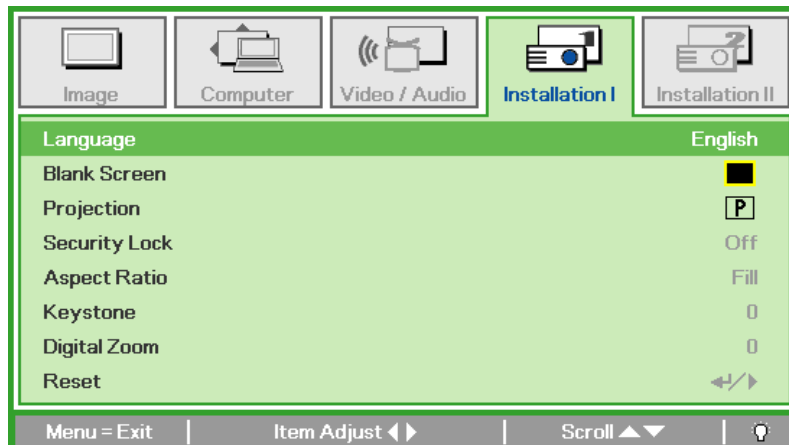 Image Computer Video / Audio Installation I Installation II
Language English
Blank Screen
Projection P
Security Lock Off
Aspect Ratio Fill
Keystone 0
Digital Zoom 0
Reset ↵/▶
Menu = Exit Item Adjust ◀ ▶ Scroll ▲▼